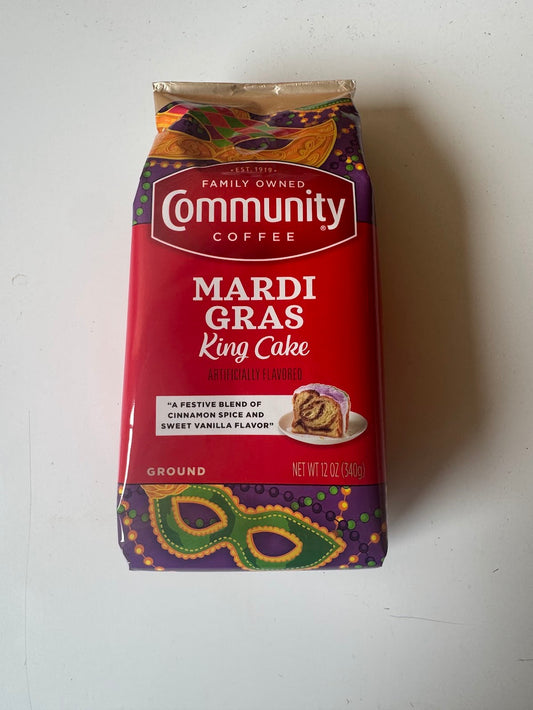 • EST. 1919 •
FAMILY OWNED
Community®
COFFEE
MARDI
GRAS
King Cake
ARTIFICIALLY FLAVORED
"A FESTIVE BLEND OF
CINNAMON SPICE AND
SWEET VANILLA FLAVOR"
GROUND
NET WT 12 OZ (340g)